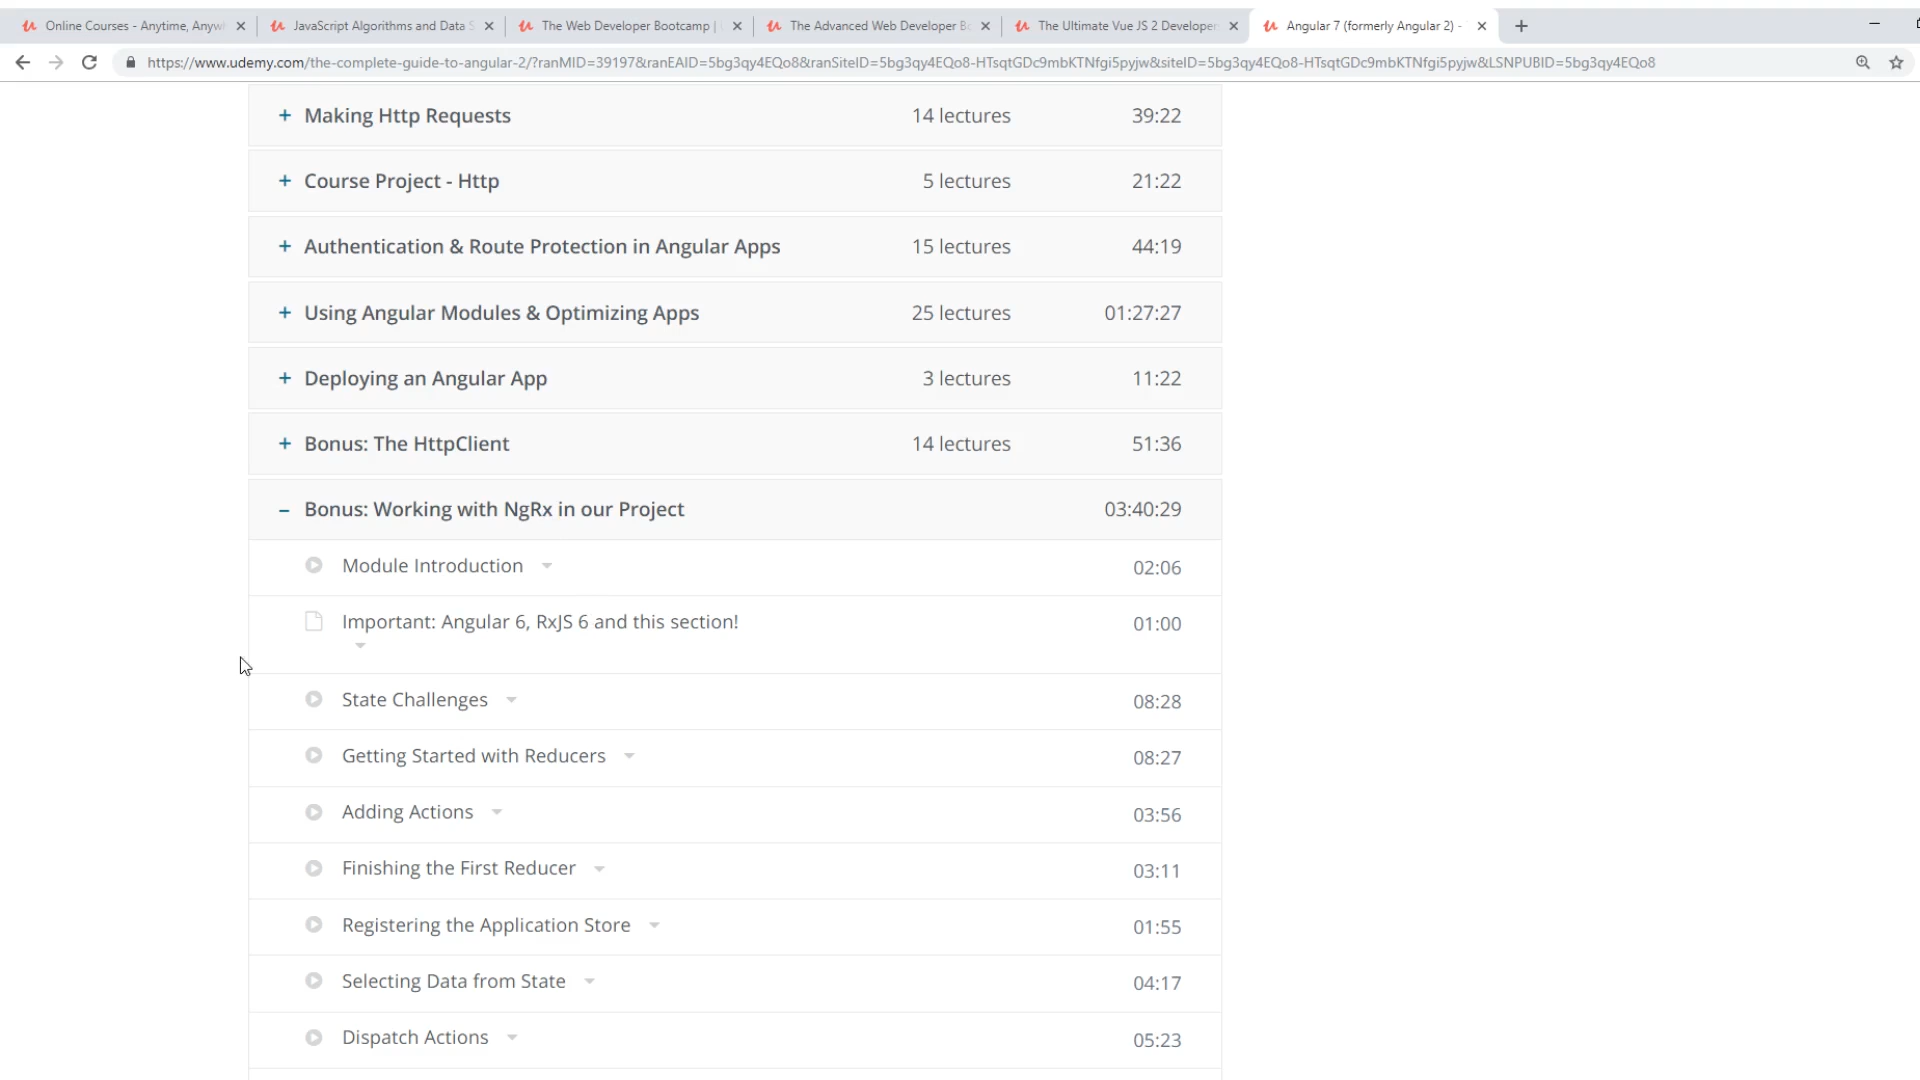 Online Courses - Anytime, Anyw
JavaScript Algorithms and Data S
The Web Developer Bootcamp |
The Advanced Web Developer Bo
The Ultimate Vue JS 2 Developer
Angular 7 (formerly Angular 2) -
https://www.udemy.com/the-complete-guide-to-angular-2/?ranMID=39197&ranEAID=5bg3qy4EQo8&ranSiteID=5bg3qy4EQo8-HTsqtGDc9mbKTNfgi5pyjw&siteID=5bg3qy4EQo8-HTsqtGDc9mbKTNfgi5pyjw&LSNPUBID=5bg3qy4EQo8
+ Making Http Requests 14 lectures 39:22
+ Course Project - Http 5 lectures 21:22
+ Authentication & Route Protection in Angular Apps 15 lectures 44:19
+ Using Angular Modules & Optimizing Apps 25 lectures 01:27:27
+ Deploying an Angular App 3 lectures 11:22
+ Bonus: The HttpClient 14 lectures 51:36
– Bonus: Working with NgRx in our Project 03:40:29
Module Introduction 02:06
Important: Angular 6, RxJS 6 and this section! 01:00
State Challenges 08:28
Getting Started with Reducers 08:27
Adding Actions 03:56
Finishing the First Reducer 03:11
Registering the Application Store 01:55
Selecting Data from State 04:17
Dispatch Actions 05:23